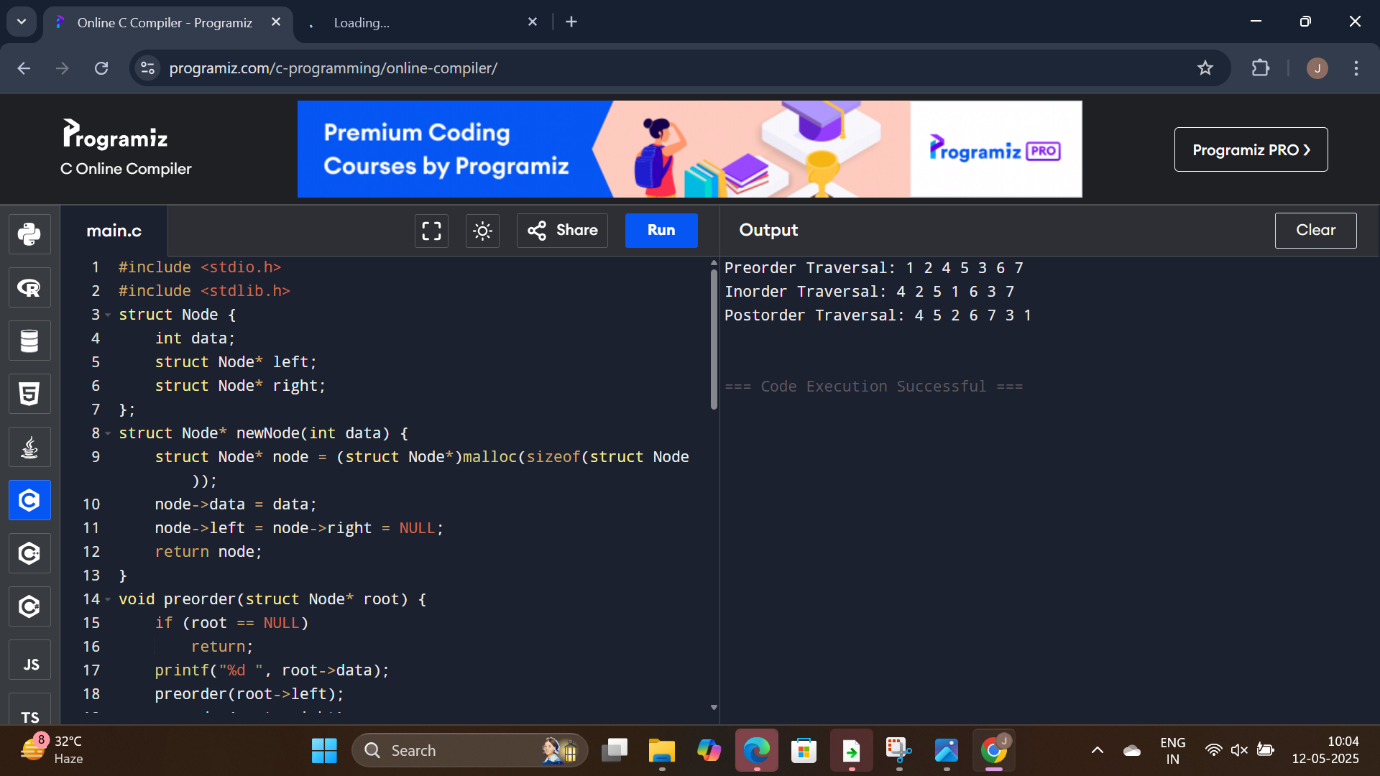 Online C Compiler - Programiz
Loading...
programiz.com/c-programming/online-compiler/
J
Programiz
C Online Compiler
Premium Coding
Courses by Programiz
Programiz PRO
Programiz PRO
main.c
Share
Run
Output
Clear
1 #include <stdio.h>
2 #include <stdlib.h>
3 struct Node {
4 int data;
5 struct Node* left;
6 struct Node* right;
7 };
8 struct Node* newNode(int data) {
9 struct Node* node = (struct Node*)malloc(sizeof(struct Node
));
10 node->data = data;
11 node->left = node->right = NULL;
12 return node;
13 }
14 void preorder(struct Node* root) {
15 if (root == NULL)
16 return;
17 printf("%d ", root->data);
18 preorder(root->left);
Preorder Traversal: 1 2 4 5 3 6 7
Inorder Traversal: 4 2 5 1 6 3 7
Postorder Traversal: 4 5 2 6 7 3 1
=== Code Execution Successful ===
JS
TS
8
32°C
Haze
Search
J
ENG
IN
10:04
12-05-2025